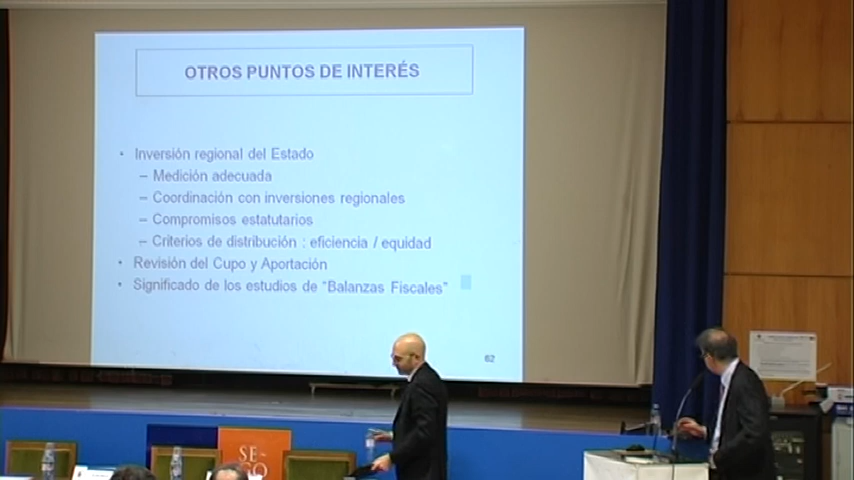 OTROS PUNTOS DE INTERÉS
• Inversión regional del Estado
– Medición adecuada
– Coordinación con inversiones regionales
– Compromisos estatutarios
– Criterios de distribución : eficiencia / equidad
• Revisión del Cupo y Aportación
• Significado de los estudios de "Balanzas Fiscales"
62
SE